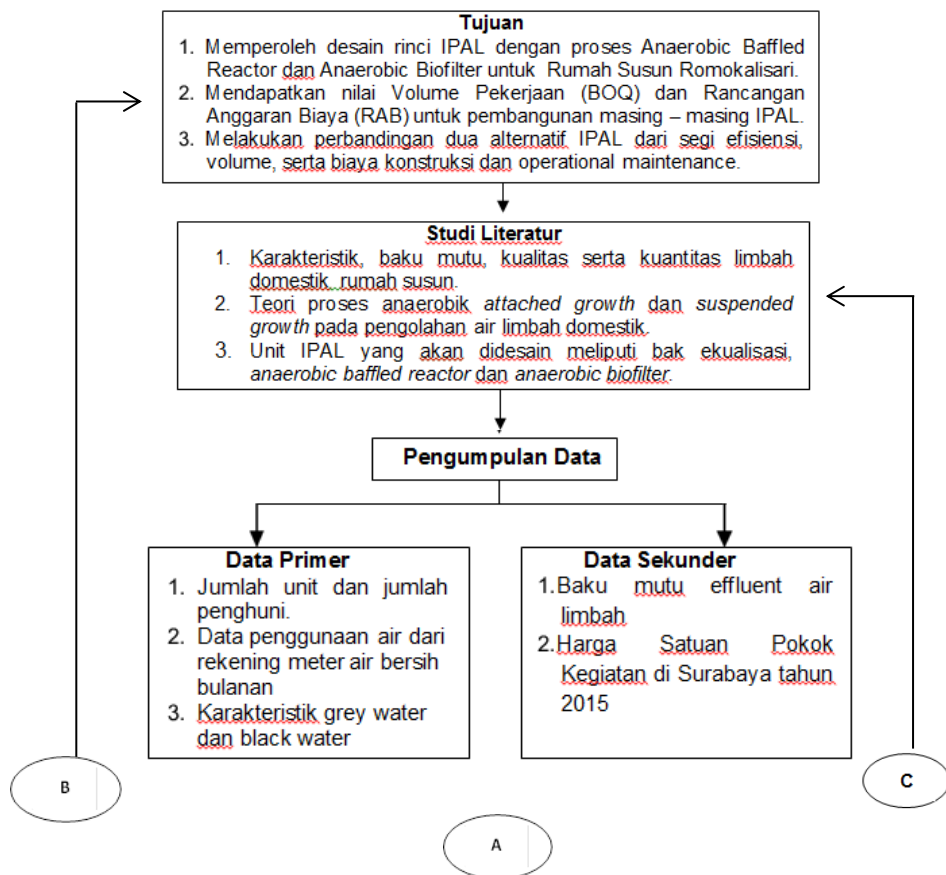 Tujuan
1. Memperoleh desain rinci IPAL dengan proses Anaerobic Baffled
Reactor dan Anaerobic Biofilter untuk Rumah Susun Romokalisari.
2. Mendapatkan nilai Volume Pekerjaan (BOQ) dan Rancangan
Anggaran Biaya (RAB) untuk pembangunan masing – masing IPAL.
3. Melakukan perbandingan dua alternatif IPAL dari segi efisiensi,
volume, serta biaya konstruksi dan operational maintenance.
Studi Literatur
1. Karakteristik, baku mutu, kualitas serta kuantitas limbah
domestik rumah susun.
2. Teori proses anaerobik attached growth dan suspended
growth pada pengolahan air limbah domestik.
3. Unit IPAL yang akan didesain meliputi bak ekualisasi,
anaerobic baffled reactor dan anaerobic biofilter.
Pengumpulan Data
Data Primer
1. Jumlah unit dan jumlah
penghuni.
2. Data penggunaan air dari
rekening meter air bersih
bulanan
3. Karakteristik grey water
dan black water
Data Sekunder
1. Baku mutu effluent air
limbah
2. Harga Satuan Pokok
Kegiatan di Surabaya tahun
2015
B
C
A